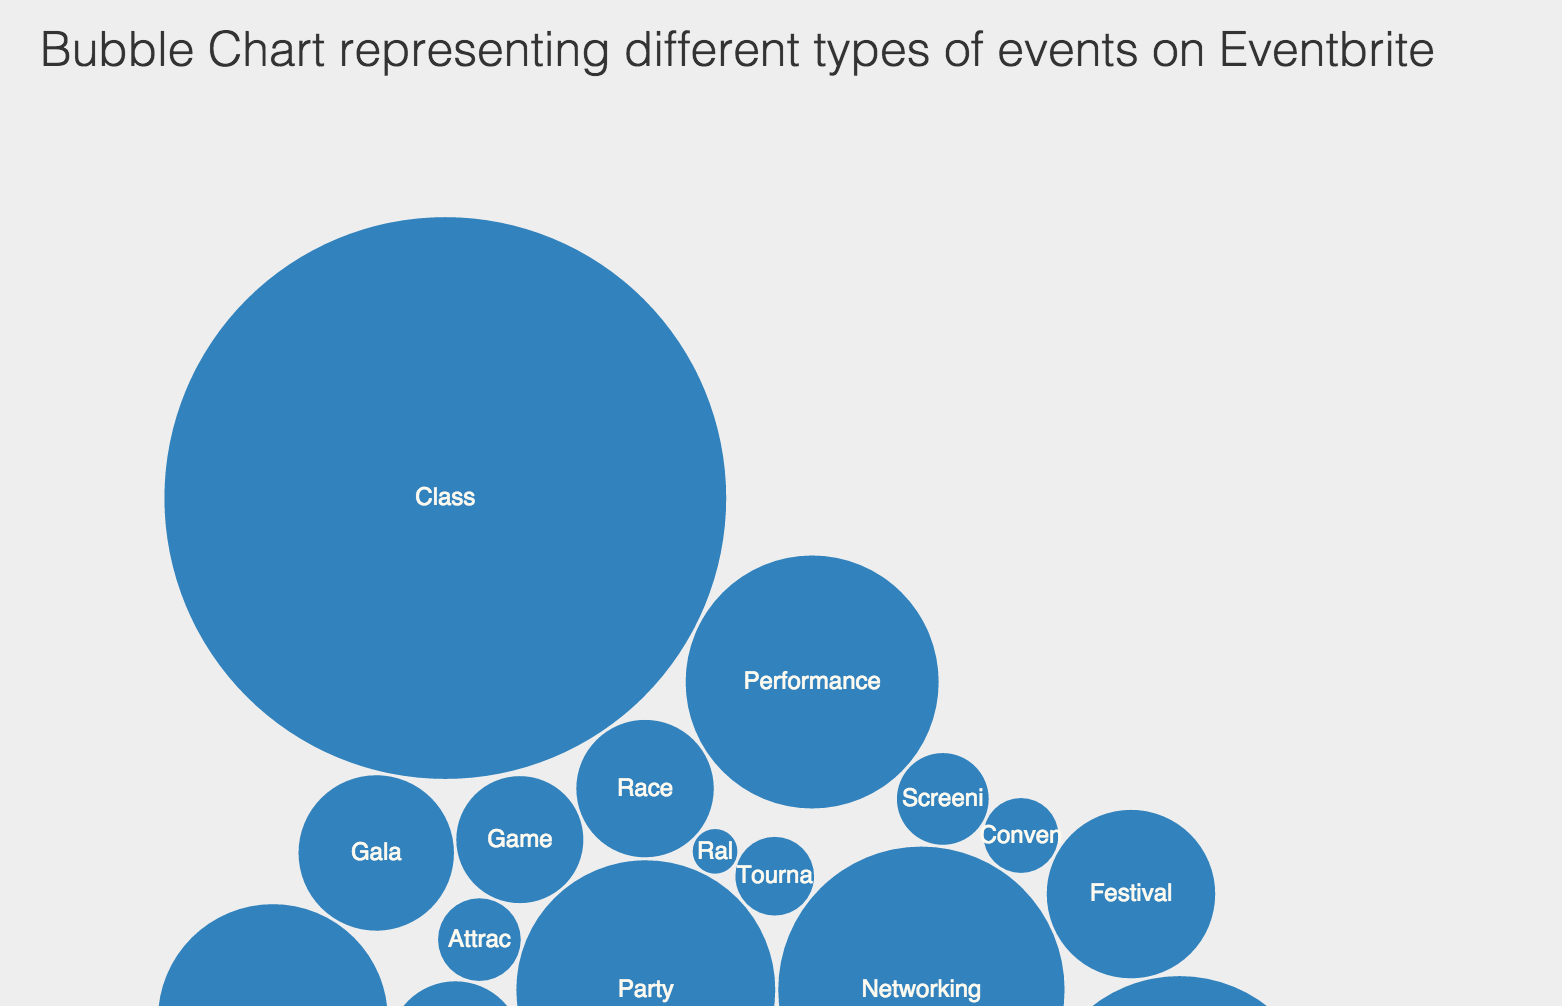 Bubble Chart representing different types of events on Eventbrite
Class
Performance
Race
Screeni
Conver
Game
Gala
Ral
Tourna
Festival
Attrac
Party
Networking